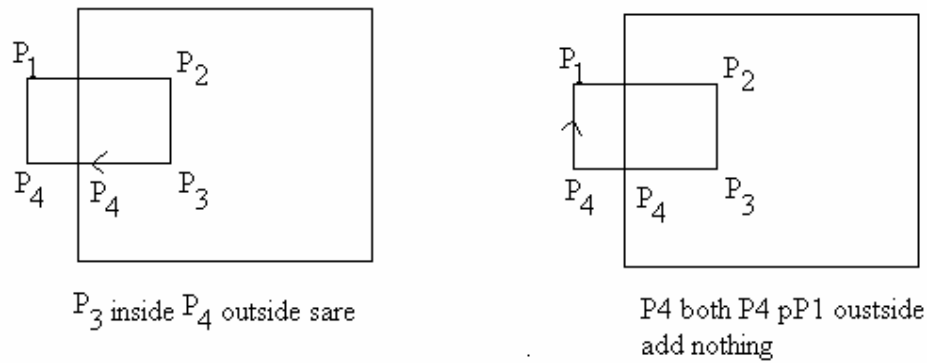 P1
P2
P4
P4
P3
P3 inside P4 outside sare
P1
P2
P4
P4
P3
P4 both P4 pP1 oustside
add nothing